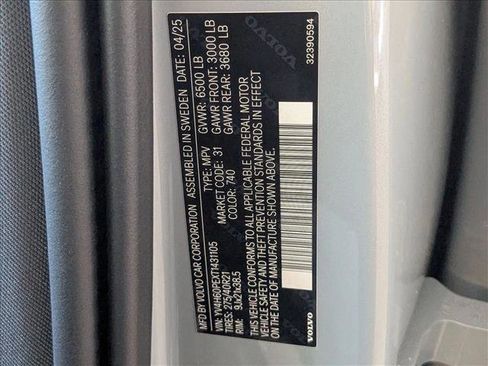 MFD BY VOLVO CAR CORPORATION ASSEMBLED IN SWEDEN DATE: 04/25
GVWR: 6500 LB
GAWR FRONT: 3000 LB
GAWR REAR: 3680 LB
TYPE: MPV
MARKET CODE: 31
COLOR: 740
VIN: YV4H60PEXT1431105
TIRES: 275/40R21
RIM: 9Jx21x38.5
THIS VEHICLE CONFORMS TO ALL APPLICABLE FEDERAL MOTOR
VEHICLE SAFETY AND THEFT PREVENTION STANDARDS IN EFFECT
ON THE DATE OF MANUFACTURE SHOWN ABOVE.
32390594
VOLVO